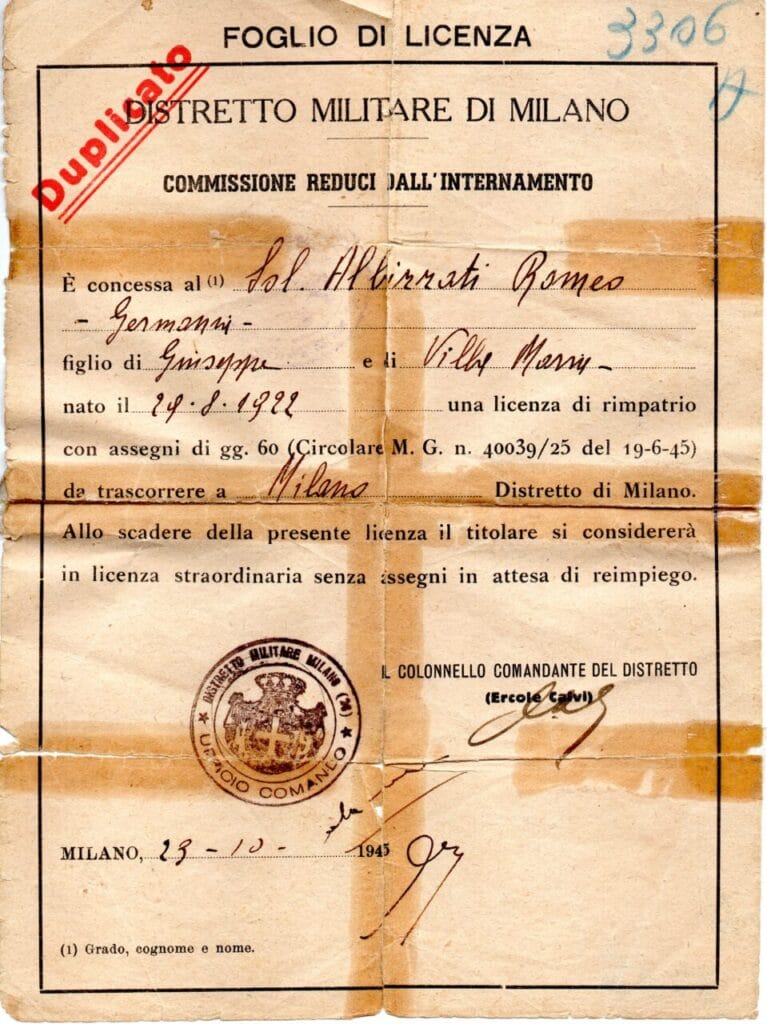 3306
A
FOGLIO DI LICENZA
Duplicato
DISTRETTO MILITARE DI MILANO
COMMISSIONE REDUCI DALL'INTERNAMENTO
È concessa al (1) Sol. Albizzati Romeo
- Germania -
figlio di Giuseppe e di Villa Maria -
nato il 29.8.1922 una licenza di rimpatrio
con assegni di gg. 60 (Circolare M. G. n. 40039/25 del 19-6-45)
da trascorrere a Milano Distretto di Milano.
Allo scadere della presente licenza il titolare si considererà
in licenza straordinaria senza assegni in attesa di reimpiego.
IL COLONNELLO COMANDANTE DEL DISTRETTO
(Ercole Calvi)
DISTRETTO MILITARE MILANO (24)
UFFICIO COMANDO
MILANO, 23-10- 1945
(1) Grado, cognome e nome.